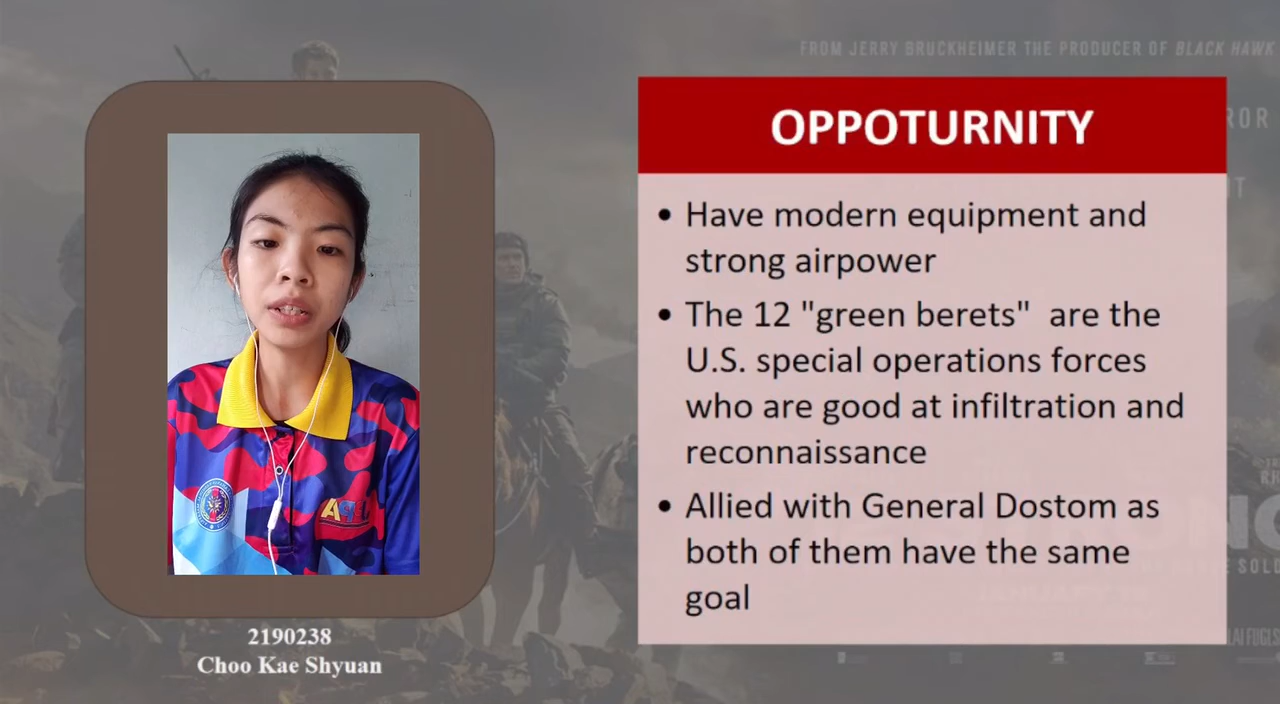 FROM JERRY BRUCKHEIMER THE PRODUCER OF BLACK HAWK
OPPOTURNITY
• Have modern equipment and
strong airpower
• The 12 "green berets"  are the
U.S. special operations forces
who are good at infiltration and
reconnaissance
• Allied with General Dostom as
both of them have the same
goal
2190238
Choo Kae Shyuan